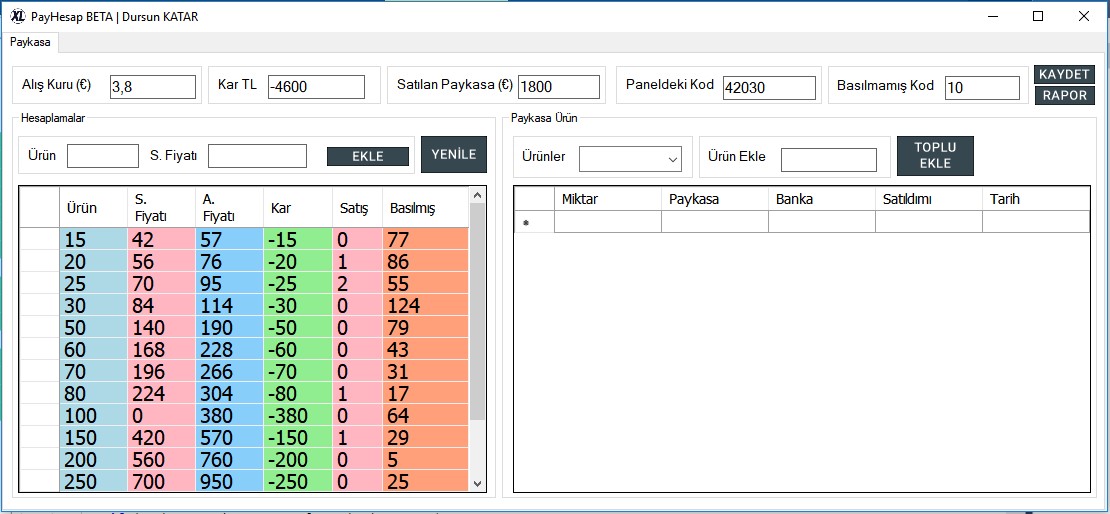 XL PayHesap BETA | Dursun KATAR
Paykasa
Alış Kuru (€) 3,8 Kar TL -4600 Satılan Paykasa (€) 1800 Paneldeki Kod 42030 Basılmamış Kod 10 KAYDET
RAPOR
Hesaplamalar
Ürün S. Fiyatı EKLE YENİLE
Ürün S. Fiyatı A. Fiyatı Kar Satış Basılmış
15 42 57 -15 0 77
20 56 76 -20 1 86
25 70 95 -25 2 55
30 84 114 -30 0 124
50 140 190 -50 0 79
60 168 228 -60 0 43
70 196 266 -70 0 31
80 224 304 -80 1 17
100 0 380 -380 0 64
150 420 570 -150 1 29
200 560 760 -200 0 5
250 700 950 -250 0 25
Paykasa Ürün
Ürünler Ürün Ekle TOPLU EKLE
Miktar Paykasa Banka Satıldımı Tarih